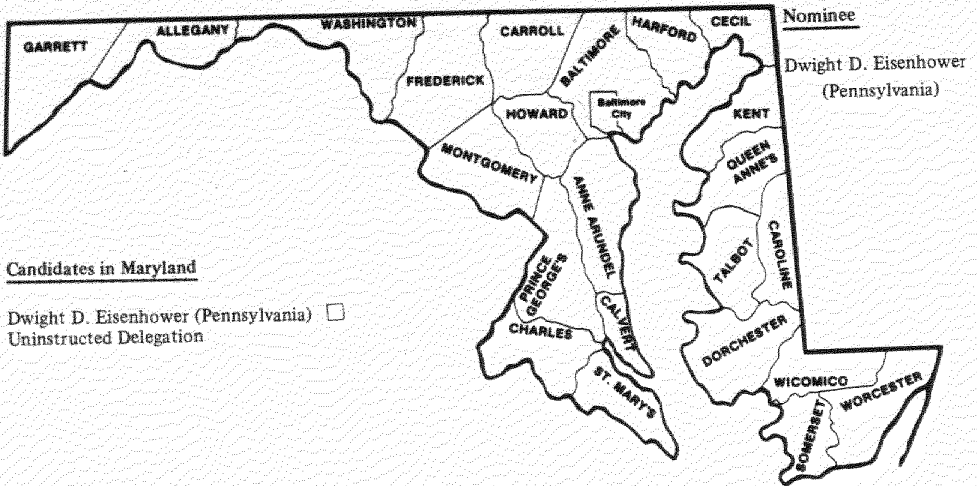 GARRETT
ALLEGANY
WASHINGTON
FREDERICK
CARROLL
BALTIMORE
HARFORD
CECIL
Baltimore
City
HOWARD
MONTGOMERY
ANNE ARUNDEL
PRINCE
GEORGE'S
CALVERT
CHARLES
ST. MARY'S
KENT
QUEEN
ANNE'S
TALBOT
CAROLINE
DORCHESTER
WICOMICO
SOMERSET
WORCESTER
Nominee
Dwight D. Eisenhower
(Pennsylvania)
Candidates in Maryland
Dwight D. Eisenhower (Pennsylvania)
Uninstructed Delegation